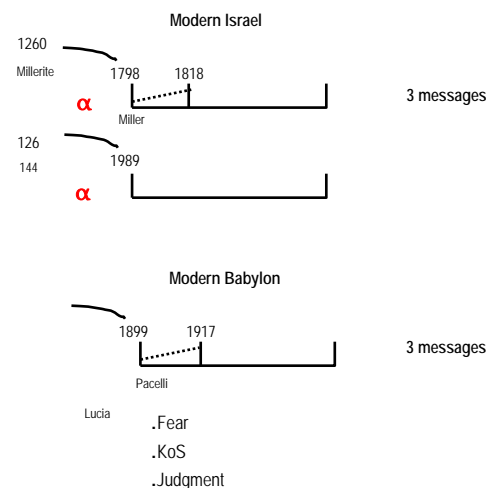 Modern Israel
1260
Millerite
1798 1818
α
Miller
3 messages
126
144
1989
α
Modern Babylon
1899 1917
3 messages
Pacelli
Lucia
.Fear
.KoS
.Judgment